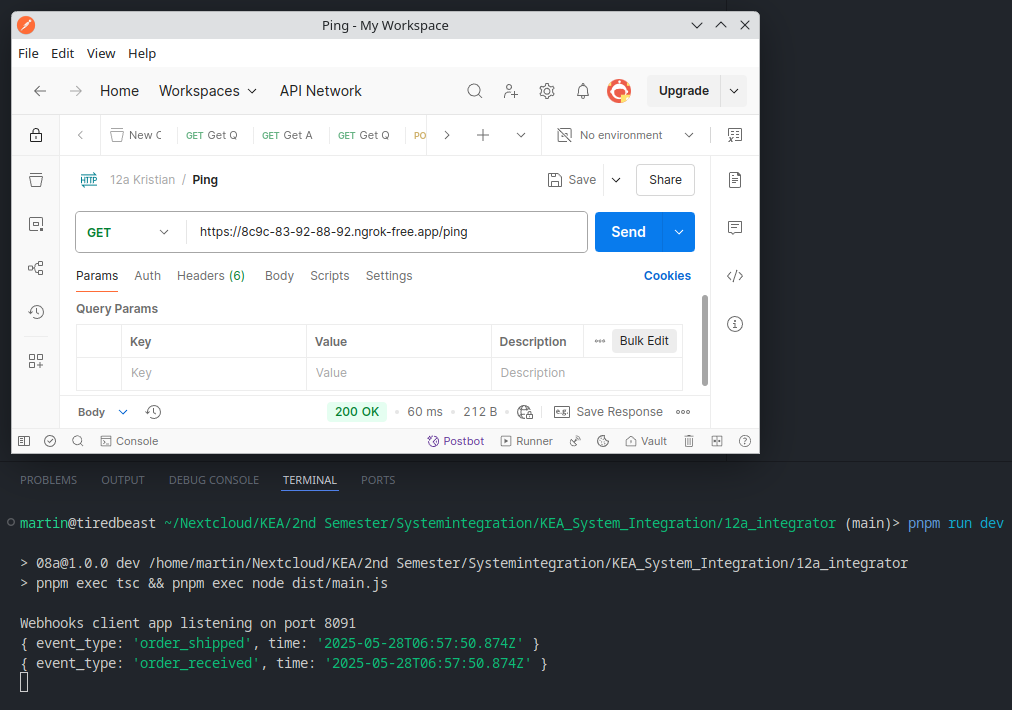 Ping - My Workspace
File Edit View Help
Home Workspaces API Network Upgrade
New C GET Get Q GET Get A GET Get Q PO No environment
HTTP 12a Kristian / Ping Save Share
GET https://8c9c-83-92-88-92.ngrok-free.app/ping Send
Params Auth Headers (6) Body Scripts Settings Cookies
Query Params
Key Value Description Bulk Edit
Key Value Description
Body 200 OK 60 ms 212 B e.g. Save Response
Console Postbot Runner Vault
PROBLEMS OUTPUT DEBUG CONSOLE TERMINAL PORTS
martin@tiredbeast ~/Nextcloud/KEA/2nd Semester/Systemintegration/KEA_System_Integration/12a_integrator (main)> pnpm run dev
> 08a@1.0.0 dev /home/martin/Nextcloud/KEA/2nd Semester/Systemintegration/KEA_System_Integration/12a_integrator
> pnpm exec tsc && pnpm exec node dist/main.js
Webhooks client app listening on port 8091
{ event_type: 'order_shipped', time: '2025-05-28T06:57:50.874Z' }
{ event_type: 'order_received', time: '2025-05-28T06:57:50.874Z' }